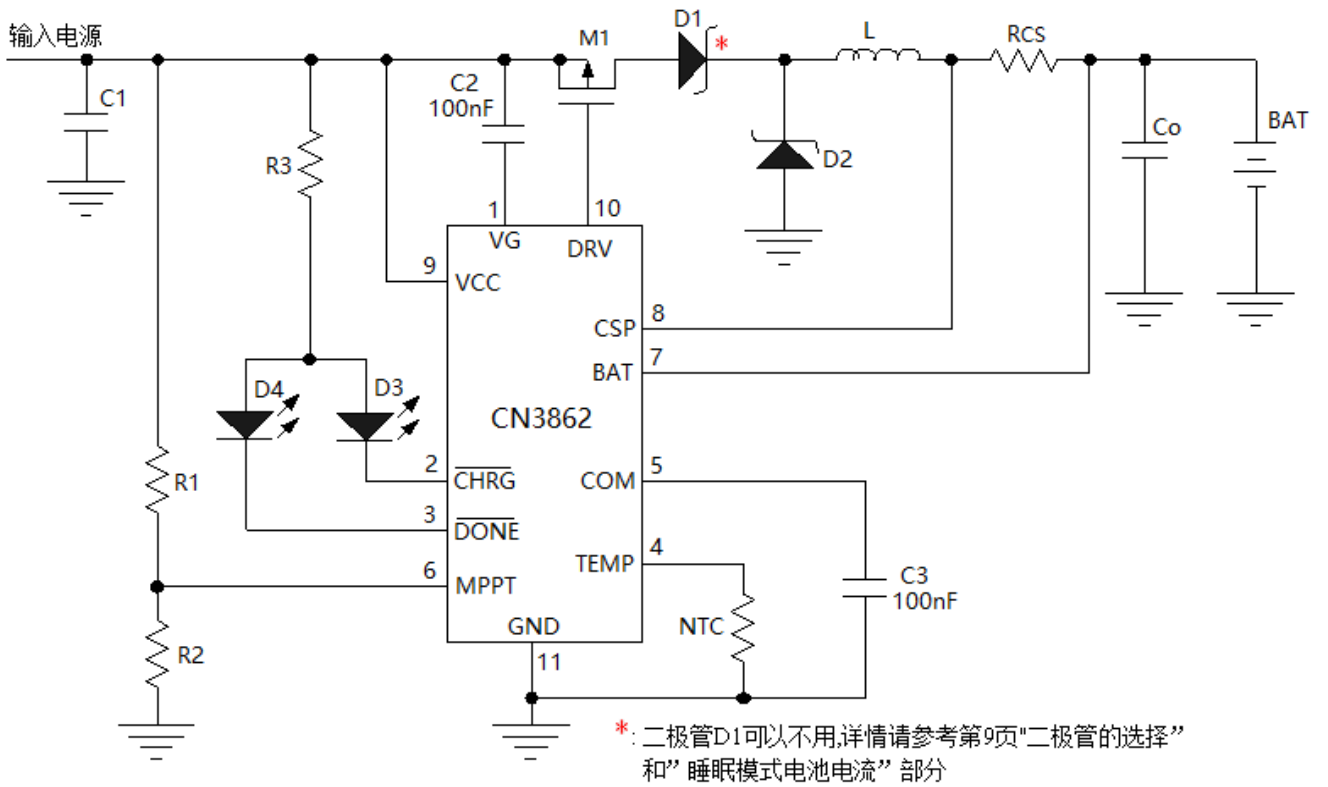 输入电源
C1
R3
C2
100nF
M1
D1
*
L
RCS
D2
Co
BAT
1
VG
10
DRV
9
VCC
CSP
8
BAT
7
D4
D3
CN3862
R1
2
CHRG
3
DONE
6
MPPT
COM
5
TEMP
4
C3
100nF
NTC
GND
11
R2
*: 二极管D1可以不用,详情请参考第9页"二极管的选择”
和” 睡眠模式电池电流” 部分